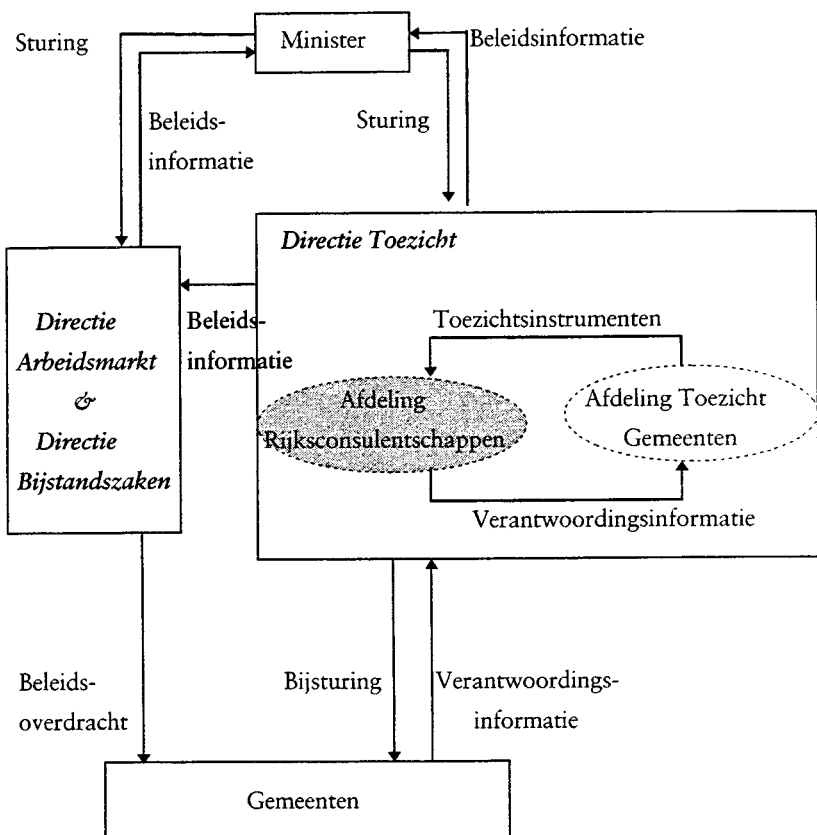 Sturing
Minister
Beleidsinformatie
Beleids-
informatie
Sturing
Directie Toezicht
Directie
Arbeidsmarkt
&
Directie
Bijstandszaken
Beleids-
informatie
Toezichtsinstrumenten
Afdeling
Rijksconsulentschappen
Afdeling Toezicht
Gemeenten
Verantwoordingsinformatie
Beleids-
overdracht
Bijsturing
Verantwoordings-
informatie
Gemeenten